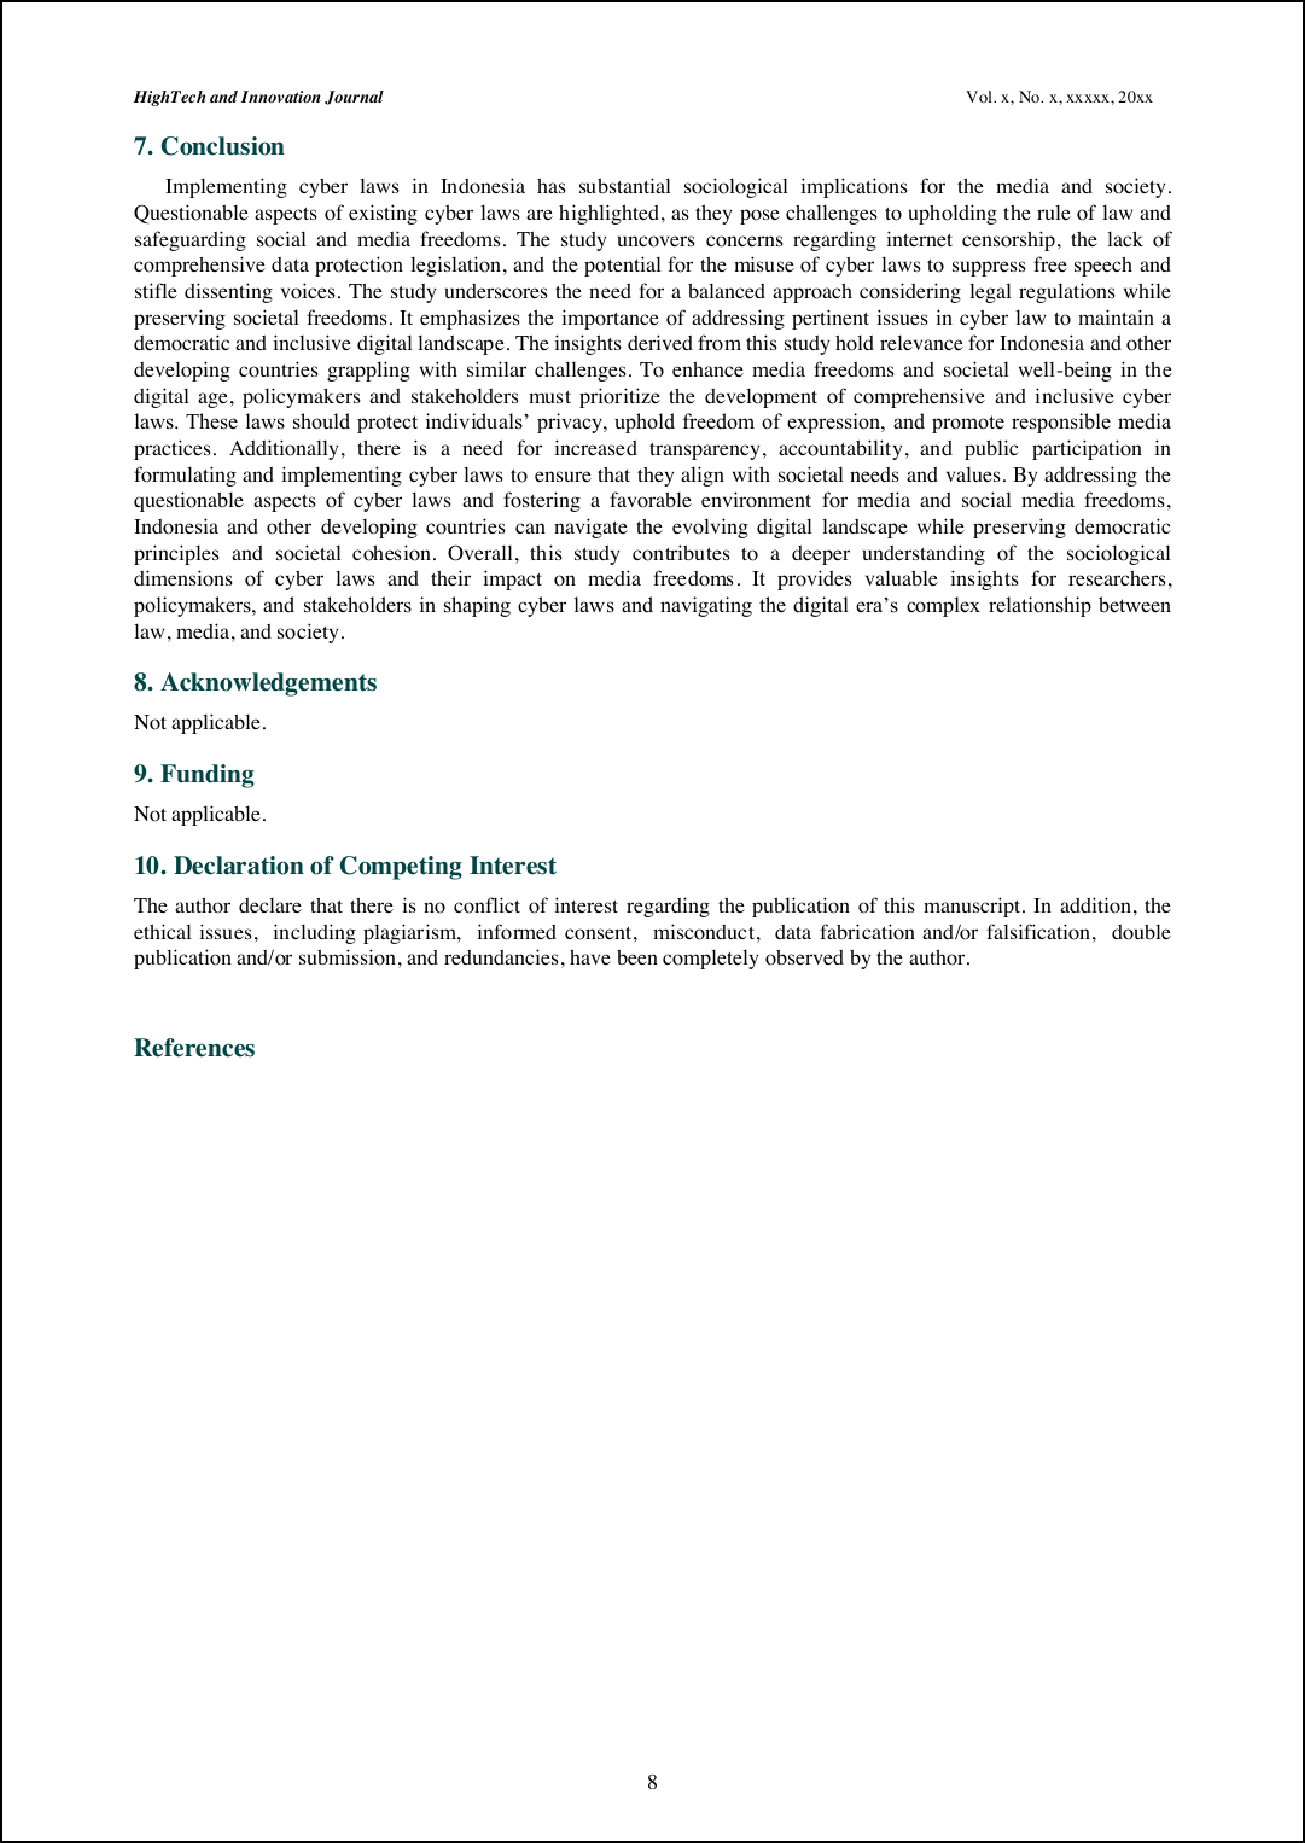 HighTech and Innovation Journal Vol. x, No. x, xxxxx, 20xx
7. Conclusion
Implementing cyber laws in Indonesia has substantial sociological implications for the media and society.
Questionable aspects of existing cyber laws are highlighted, as they pose challenges to upholding the rule of law and
safeguarding social and media freedoms. The study uncovers concerns regarding internet censorship, the lack of
comprehensive data protection legislation, and the potential for the misuse of cyber laws to suppress free speech and
stifle dissenting voices. The study underscores the need for a balanced approach considering legal regulations while
preserving societal freedoms. It emphasizes the importance of addressing pertinent issues in cyber law to maintain a
democratic and inclusive digital landscape. The insights derived from this study hold relevance for Indonesia and other
developing countries grappling with similar challenges. To enhance media freedoms and societal well-being in the
digital age, policymakers and stakeholders must prioritize the development of comprehensive and inclusive cyber
laws. These laws should protect individuals’ privacy, uphold freedom of expression, and promote responsible media
practices. Additionally, there is a need for increased transparency, accountability, and public participation in
formulating and implementing cyber laws to ensure that they align with societal needs and values. By addressing the
questionable aspects of cyber laws and fostering a favorable environment for media and social media freedoms,
Indonesia and other developing countries can navigate the evolving digital landscape while preserving democratic
principles and societal cohesion. Overall, this study contributes to a deeper understanding of the sociological
dimensions of cyber laws and their impact on media freedoms. It provides valuable insights for researchers,
policymakers, and stakeholders in shaping cyber laws and navigating the digital era’s complex relationship between
law, media, and society.
8. Acknowledgements
Not applicable.
9. Funding
Not applicable.
10. Declaration of Competing Interest
The author declare that there is no conflict of interest regarding the publication of this manuscript. In addition, the
ethical issues, including plagiarism, informed consent, misconduct, data fabrication and/or falsification, double
publication and/or submission, and redundancies, have been completely observed by the author.
References
8